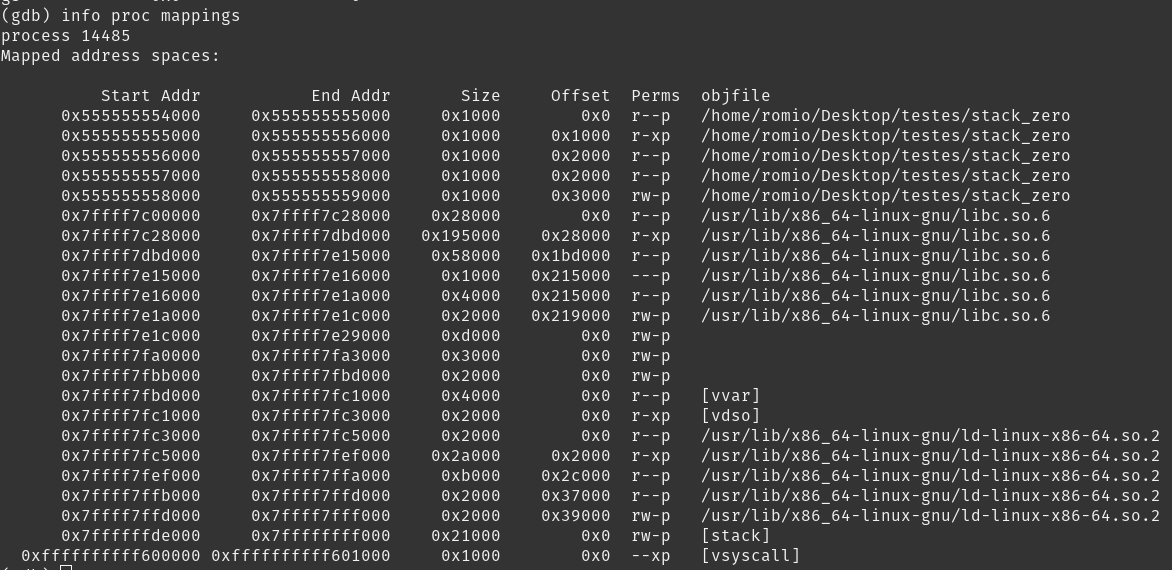 (gdb) info proc mappings
process 14485
Mapped address spaces:
Start Addr End Addr Size Offset Perms objfile
0x555555554000 0x555555555000 0x1000 0x0 r--p /home/romio/Desktop/testes/stack_zero
0x555555555000 0x555555556000 0x1000 0x1000 r-xp /home/romio/Desktop/testes/stack_zero
0x555555556000 0x555555557000 0x1000 0x2000 r--p /home/romio/Desktop/testes/stack_zero
0x555555557000 0x555555558000 0x1000 0x2000 r--p /home/romio/Desktop/testes/stack_zero
0x555555558000 0x555555559000 0x1000 0x3000 rw-p /home/romio/Desktop/testes/stack_zero
0x7ffff7c00000 0x7ffff7c28000 0x28000 0x0 r--p /usr/lib/x86_64-linux-gnu/libc.so.6
0x7ffff7c28000 0x7ffff7dbd000 0x195000 0x28000 r-xp /usr/lib/x86_64-linux-gnu/libc.so.6
0x7ffff7dbd000 0x7ffff7e15000 0x58000 0x1bd000 r--p /usr/lib/x86_64-linux-gnu/libc.so.6
0x7ffff7e15000 0x7ffff7e16000 0x1000 0x215000 ---p /usr/lib/x86_64-linux-gnu/libc.so.6
0x7ffff7e16000 0x7ffff7e1a000 0x4000 0x215000 r--p /usr/lib/x86_64-linux-gnu/libc.so.6
0x7ffff7e1a000 0x7ffff7e1c000 0x2000 0x219000 rw-p /usr/lib/x86_64-linux-gnu/libc.so.6
0x7ffff7e1c000 0x7ffff7e29000 0xd000 0x0 rw-p
0x7ffff7fa0000 0x7ffff7fa3000 0x3000 0x0 rw-p
0x7ffff7fbb000 0x7ffff7fbd000 0x2000 0x0 rw-p
0x7ffff7fbd000 0x7ffff7fc1000 0x4000 0x0 r--p [vvar]
0x7ffff7fc1000 0x7ffff7fc3000 0x2000 0x0 r-xp [vdso]
0x7ffff7fc3000 0x7ffff7fc5000 0x2000 0x0 r--p /usr/lib/x86_64-linux-gnu/ld-linux-x86-64.so.2
0x7ffff7fc5000 0x7ffff7fef000 0x2a000 0x2000 r-xp /usr/lib/x86_64-linux-gnu/ld-linux-x86-64.so.2
0x7ffff7fef000 0x7ffff7ffa000 0xb000 0x2c000 r--p /usr/lib/x86_64-linux-gnu/ld-linux-x86-64.so.2
0x7ffff7ffb000 0x7ffff7ffd000 0x2000 0x37000 r--p /usr/lib/x86_64-linux-gnu/ld-linux-x86-64.so.2
0x7ffff7ffd000 0x7ffff7fff000 0x2000 0x39000 rw-p /usr/lib/x86_64-linux-gnu/ld-linux-x86-64.so.2
0x7ffffffde000 0x7ffffffff000 0x21000 0x0 rw-p [stack]
0xffffffffff600000 0xffffffffff601000 0x1000 0x0 --xp [vsyscall]